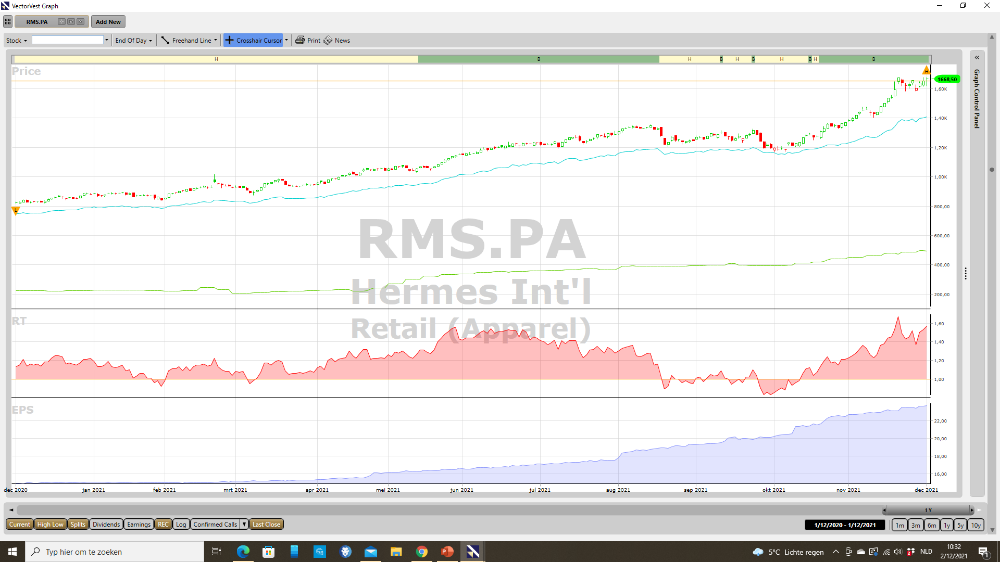 VectorVest Graph
RMS.PA
Add New
Stock
End Of Day
Freehand Line
Crosshair Cursor
Print
News
H B H B H B H B H B
Price
H
1668,50
1,60K
1,40K
1,20K
1,00K
800,00
600,00
400,00
200,00
L
RMS.PA
Hermes Int'l
Retail (Apparel)
RT
1,60
1,40
1,20
1,00
EPS
22,00
20,00
18,00
16,00
dec 2020 jan 2021 feb 2021 mrt 2021 apr 2021 mei 2021 jun 2021 jul 2021 aug 2021 sep 2021 okt 2021 nov 2021 dec 2021
Graph Control Panel
1 Y
Current High Low Splits Dividends Earnings REC Log Confirmed Calls Last Close
1/12/2020 - 1/12/2021
1m 3m 6m 1y 5y 10y
Typ hier om te zoeken
5°C Lichte regen
2
NLD
10:32
2/12/2021
1